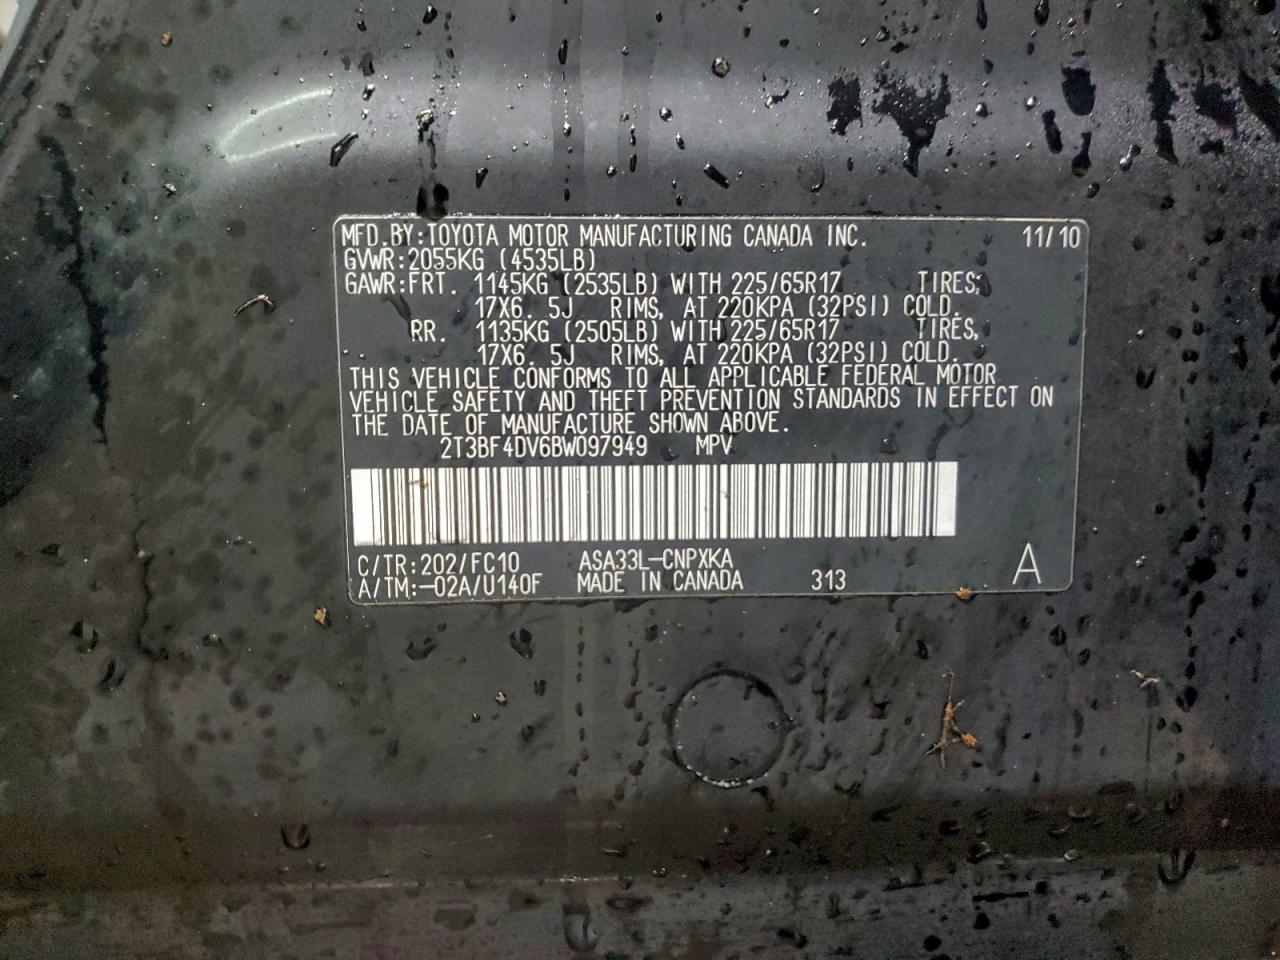 MFD.BY:TOYOTA MOTOR MANUFACTURING CANADA INC. 11/10
GVWR:2055KG (4535LB)
GAWR:FRT. 1145KG (2535LB) WITH 225/65R17 TIRES;
17X6. 5J RIMS, AT 220KPA (32PSI) COLD.
RR. 1135KG (2505LB) WITH 225/65R17 TIRES,
17X6. 5J RIMS, AT 220KPA (32PSI) COLD.
THIS VEHICLE CONFORMS TO ALL APPLICABLE FEDERAL MOTOR
VEHICLE SAFETY AND THEFT PREVENTION STANDARDS IN EFFECT ON
THE DATE OF MANUFACTURE SHOWN ABOVE.
2T3BF4DV6BW097949 MPV
C/TR:202/FC10 ASA33L-CNPXKA
A/TM:-02A/U140F MADE IN CANADA 313 A